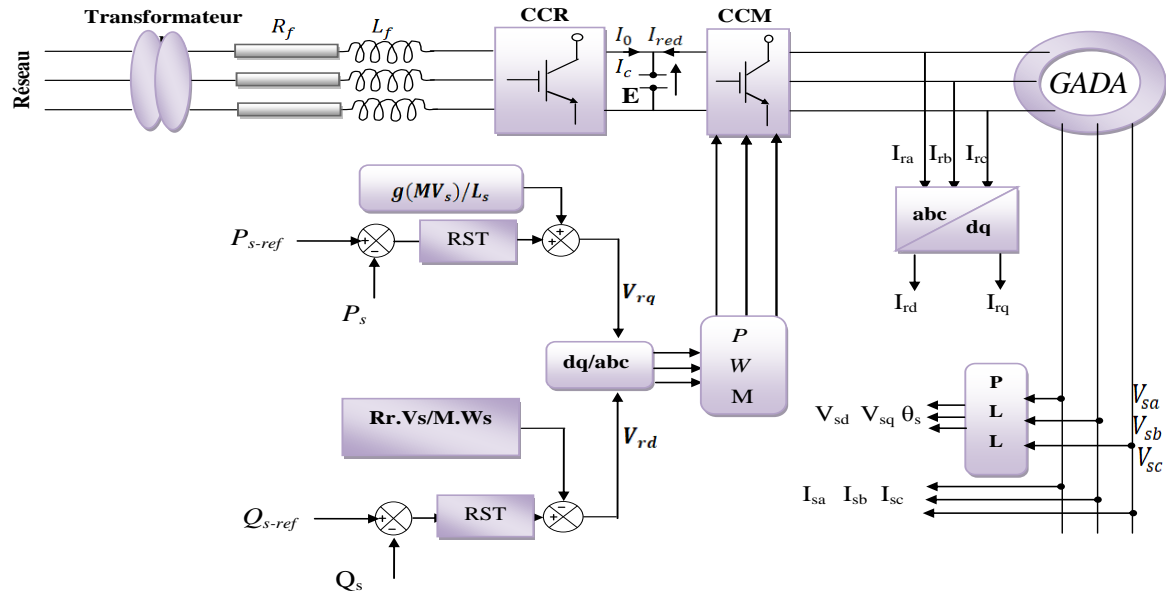 Transformateur
Réseau
R_f
L_f
CCR
I_0
I_red
I_c
E
CCM
GADA
I_ra I_rb I_rc
abc
dq
I_rd
I_rq
g(MV_s)/L_s
P_s-ref
+
-
RST
+
+
P_s
V_rq
dq/abc
P
W
M
Rr.Vs/M.Ws
V_rd
Q_s-ref
+
-
RST
-
+
Q_s
P
L
L
V_sd V_sq θ_s
V_sa
V_sb
V_sc
I_sa I_sb I_sc